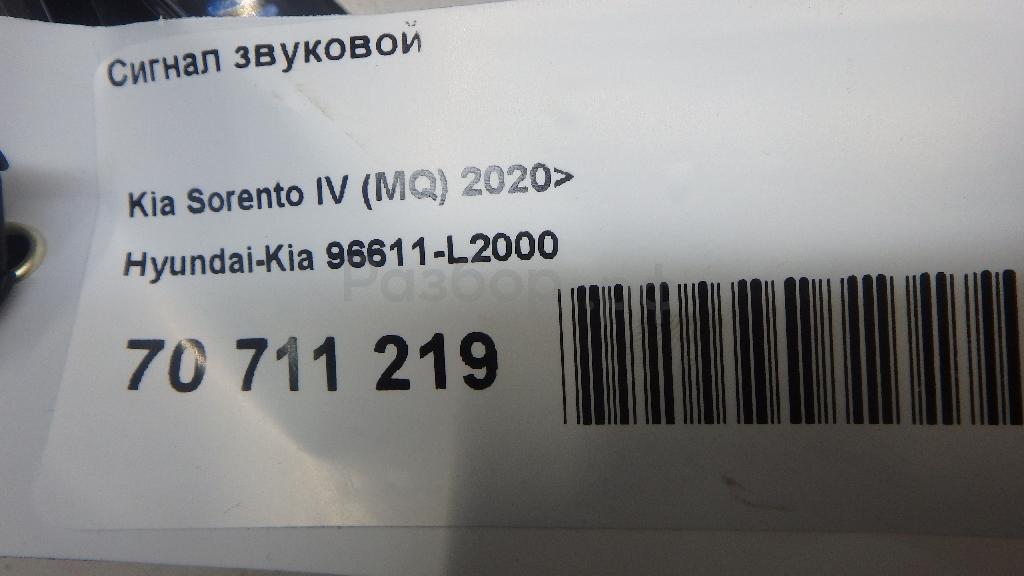 Сигнал звуковой
Kia Sorento IV (MQ) 2020>
Hyundai-Kia 96611-L2000
70 711 219